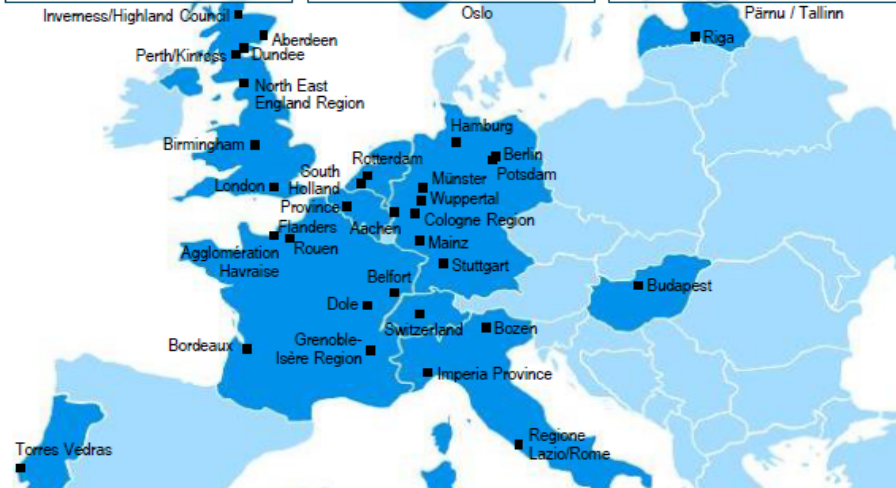 Inverness/Highland Council
Oslo
Pärnu / Tallinn
Riga
Aberdeen
Perth/Kinross
Dundee
North East
England Region
Hamburg
Birmingham
Berlin
Potsdam
Rotterdam
South
Holland
Province
Münster
London
Wuppertal
Cologne Region
Flanders
Aachen
Rouen
Mainz
Agglomération
Havraise
Stuttgart
Belfort
Budapest
Dole
Switzerland
Bozen
Bordeaux
Grenoble-
Isère Region
Imperia Province
Regione
Lazio/Rome
Torres Vedras